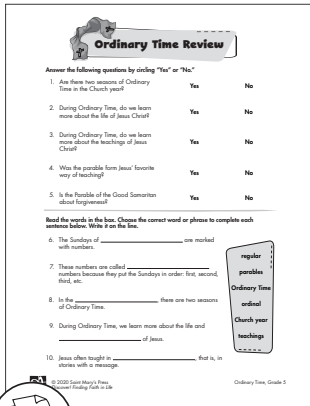 Ordinary Time Review
Answer the following questions by circling "Yes" or "No."
1. Are there two seasons of Ordinary Yes No
Time in the Church year?
2. During Ordinary Time, do we learn Yes No
more about the life of Jesus Christ?
3. During Ordinary Time, do we learn Yes No
more about the teachings of Jesus
Christ?
4. Was the parable form Jesus' favorite Yes No
way of teaching?
5. Is the Parable of the Good Samaritan Yes No
about forgiveness?
Read the words in the box. Choose the correct word or phrase to complete each
sentence below. Write it on the line.
6. The Sundays of ____________ are marked
with numbers.
7. These numbers are called ____________
numbers because they put the Sundays in order: first, second,
third, etc.
8. In the ____________, there are two seasons
of Ordinary Time.
9. During Ordinary Time, we learn more about the life and
____________ of Jesus.
10. Jesus often taught in ____________, that is, in
stories with a message.
regular
parables
Ordinary Time
ordinal
Church year
teachings
© 2020 Saint Mary's Press
Discover! Finding Faith in Life
Ordinary Time, Grade 5